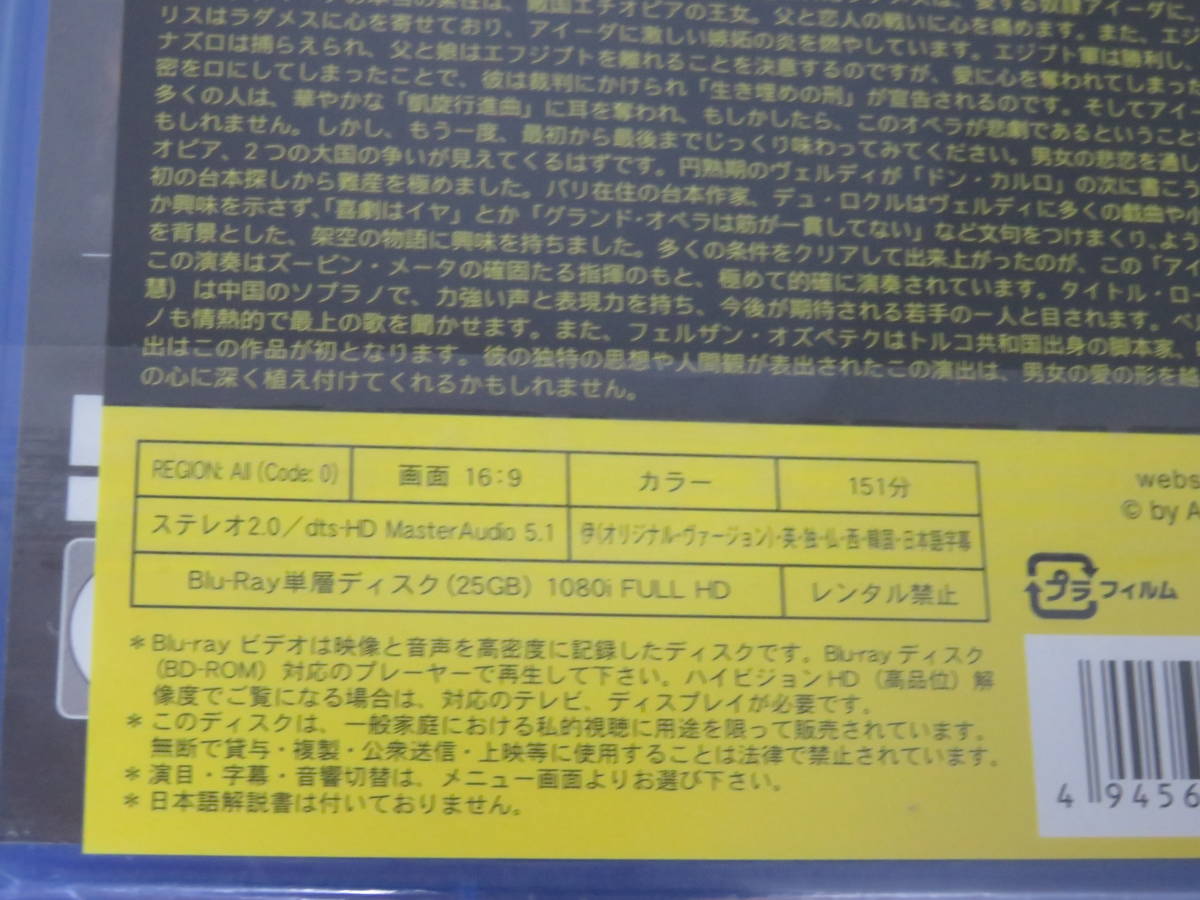 リスはラダメスに心を寄せており、アイーダに激しい嫉妬の炎を燃やしています。エジプト軍は勝利し、
ナズロは捕らえられ、父と娘はエフジプトを離れることを決意するのですが、愛に心を奪われてしまっ
密を口にしてしまったことで、彼は裁判にかけられ「生き埋めの刑」が宣告されるのです。そしてアイー
多くの人は、華やかな「凱旋行進曲」に耳を奪われ、もしかしたら、このオペラが悲劇であるということ
もしれません。しかし、もう一度、最初から最後までじっくり味わってみてください。男女の悲恋を通し
オピア、2つの大国の争いが見えてくるはずです。円熟期のヴェルディが「ドン・カルロ」の次に書こう
初の台本探しから難産を極めました。パリ在住の台本作家、デュ・ロクルはヴェルディに多くの戯曲や小
か興味を示さず、「喜劇はイヤ」とか「グランド・オペラは筋が一貫してない」など文句をつけまくり、よう
を背景とした、架空の物語に興味を持ちました。多くの条件をクリアして出来上がったのが、この「アイ
この演奏はズービン・メータの確固たる指揮のもと、極めて的確に演奏されています。タイトル・ロー
慧）は中国のソプラノで、力強い声と表現力を持ち、今後が期待される若手の一人と目されます。ベ
ノも情熱的で最上の歌を聞かせます。また、フェルザン・オズペテクはトルコ共和国出身の脚本家、
出はこの作品が初となります。彼の独特の思想や人間観が表出されたこの演出は、男女の愛の形を
の心に深く植え付けてくれるかもしれません。
REGION: All (Code: 0) 画面 16:9 カラー 151分
ステレオ2.0／dts-HD MasterAudio 5.1 伊(オリジナル・ヴァージョン)・英・独・仏・西・韓国・日本語字幕
Blu-Ray単層ディスク(25GB) 1080i FULL HD レンタル禁止
webs
© by A
プラ フィルム
＊Blu-ray ビデオは映像と音声を高密度に記録したディスクです。Blu-ray ディスク
(BD-ROM) 対応のプレーヤーで再生して下さい。ハイビジョンHD（高品位）解
像度でご覧になる場合は、対応のテレビ、ディスプレイが必要です。
＊このディスクは、一般家庭における私的視聴に用途を限って販売されています。
無断で貸与・複製・公衆送信・上映等に使用することは法律で禁止されています。
＊演目・字幕・音響切替は、メニュー画面よりお選び下さい。
＊日本語解説書は付いておりません。
4 9456